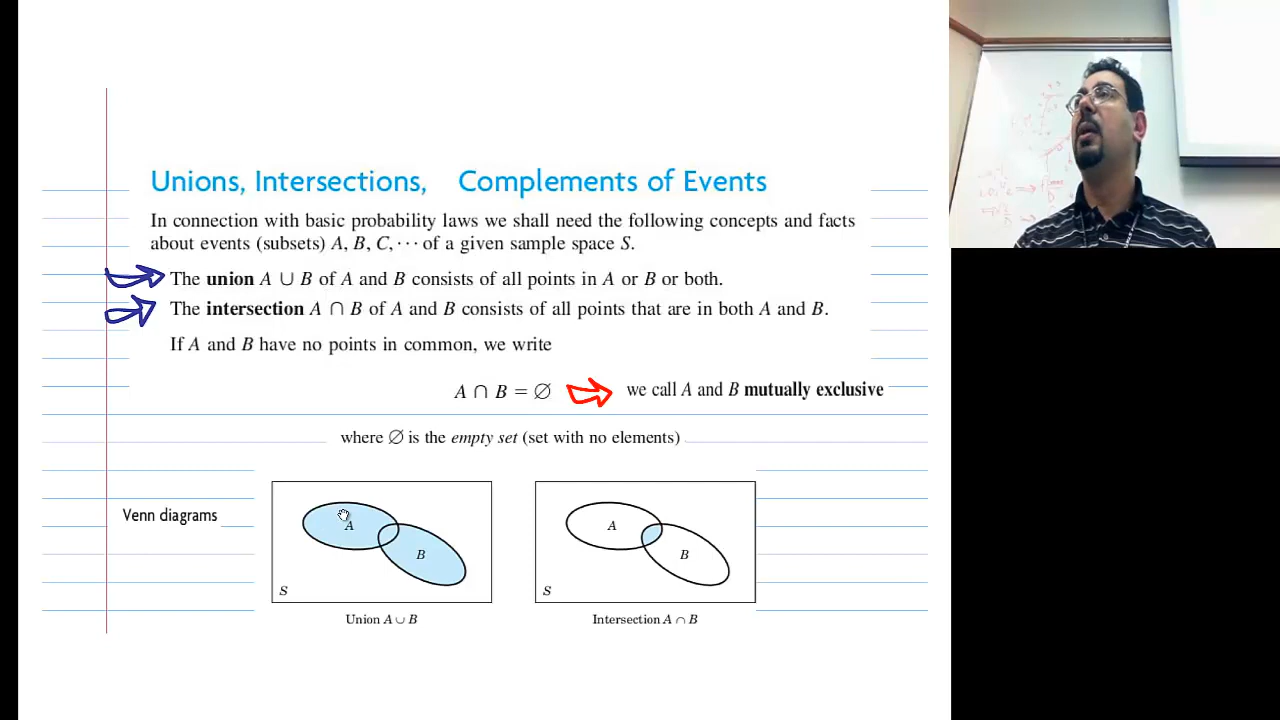 Unions, Intersections, Complements of Events
In connection with basic probability laws we shall need the following concepts and facts
about events (subsets) A, B, C, ⋯ of a given sample space S.
The union A ∪ B of A and B consists of all points in A or B or both.
The intersection A ∩ B of A and B consists of all points that are in both A and B.
If A and B have no points in common, we write
A ∩ B = ∅ we call A and B mutually exclusive
where ∅ is the empty set (set with no elements)
Venn diagrams
A
B
S
Union A ∪ B
A
B
S
Intersection A ∩ B